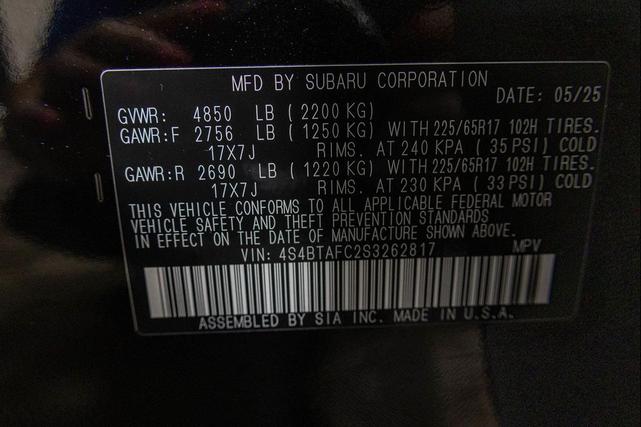 MFD BY SUBARU CORPORATION
DATE: 05/25
GVWR: 4850 LB (2200 KG)
GAWR:F 2756 LB (1250 KG) WITH 225/65R17 102H TIRES.
17X7J RIMS. AT 240 KPA (35 PSI) COLD
GAWR:R 2690 LB (1220 KG) WITH 225/65R17 102H TIRES.
17X7J RIMS. AT 230 KPA (33 PSI) COLD
THIS VEHICLE CONFORMS TO ALL APPLICABLE FEDERAL MOTOR
VEHICLE SAFETY AND THEFT PREVENTION STANDARDS
IN EFFECT ON THE DATE OF MANUFACTURE SHOWN ABOVE.
VIN: 4S4BTAFC2S3262817 MPV
ASSEMBLED BY SIA INC. MADE IN U.S.A.